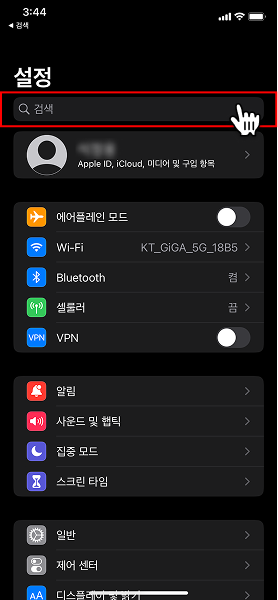 3:44
◀ 검색
설정
검색
Apple ID, iCloud, 미디어 및 구입 항목
에어플레인 모드
Wi-Fi KT_GiGA_5G_18B5
Bluetooth 켬
셀룰러 끔
VPN VPN
알림
사운드 및 햅틱
집중 모드
스크린 타임
일반
제어 센터
AA 디스플레이 및 밝기